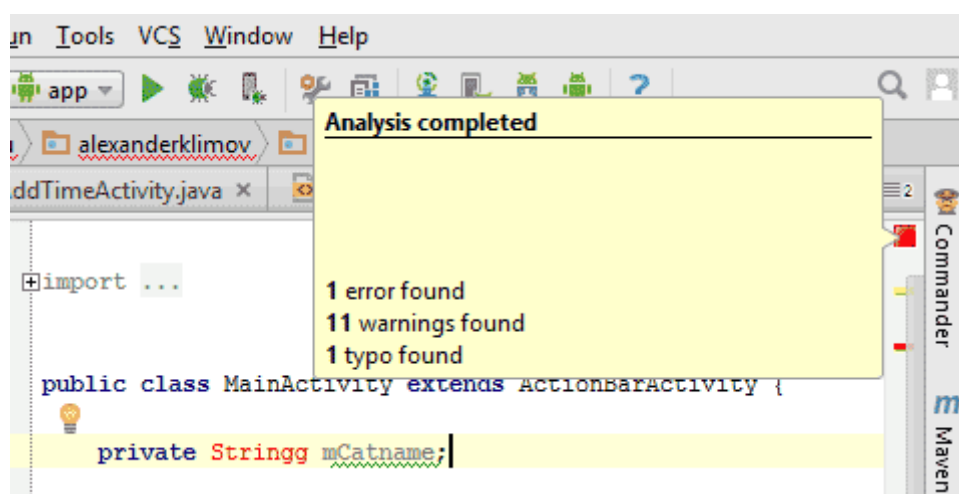 Tools VCS Window Help
app ?
alexanderklimov
ddTimeActivity.java × 2
Analysis completed
1 error found
11 warnings found
1 typo found
import ...
public class MainActivity extends ActionBarActivity {
private Stringg mCatname;
Commander
m Maven